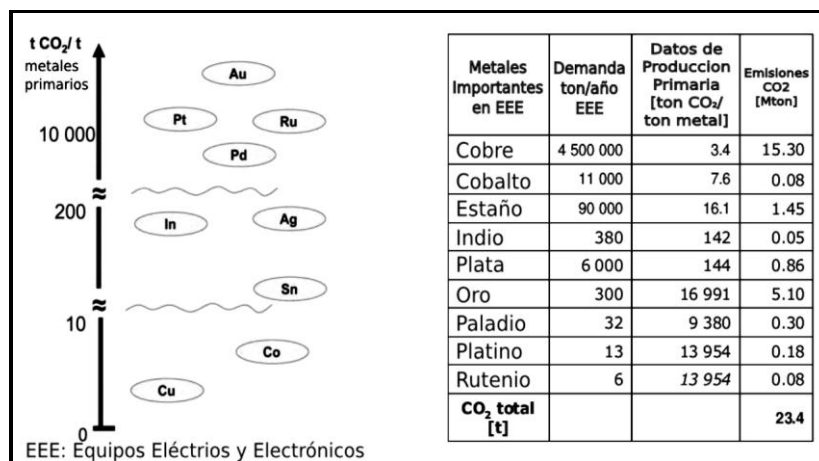 t CO₂/ t
metales
primarios
Au
Pt
Ru
10 000
Pd
≈
200
In
Ag
Sn
≈
10
Co
Cu
0
EEE: Equipos Eléctrios y Electrónicos
Metales Importantes en EEE | Demanda ton/año EEE | Datos de Produccion Primaria [ton CO₂/ ton metal] | Emisiones CO2 [Mton]
Cobre 4 500 000 3.4 15.30
Cobalto 11 000 7.6 0.08
Estaño 90 000 16.1 1.45
Indio 380 142 0.05
Plata 6 000 144 0.86
Oro 300 16 991 5.10
Paladio 32 9 380 0.30
Platino 13 13 954 0.18
Rutenio 6 13 954 0.08
CO₂ total [t] 23.4